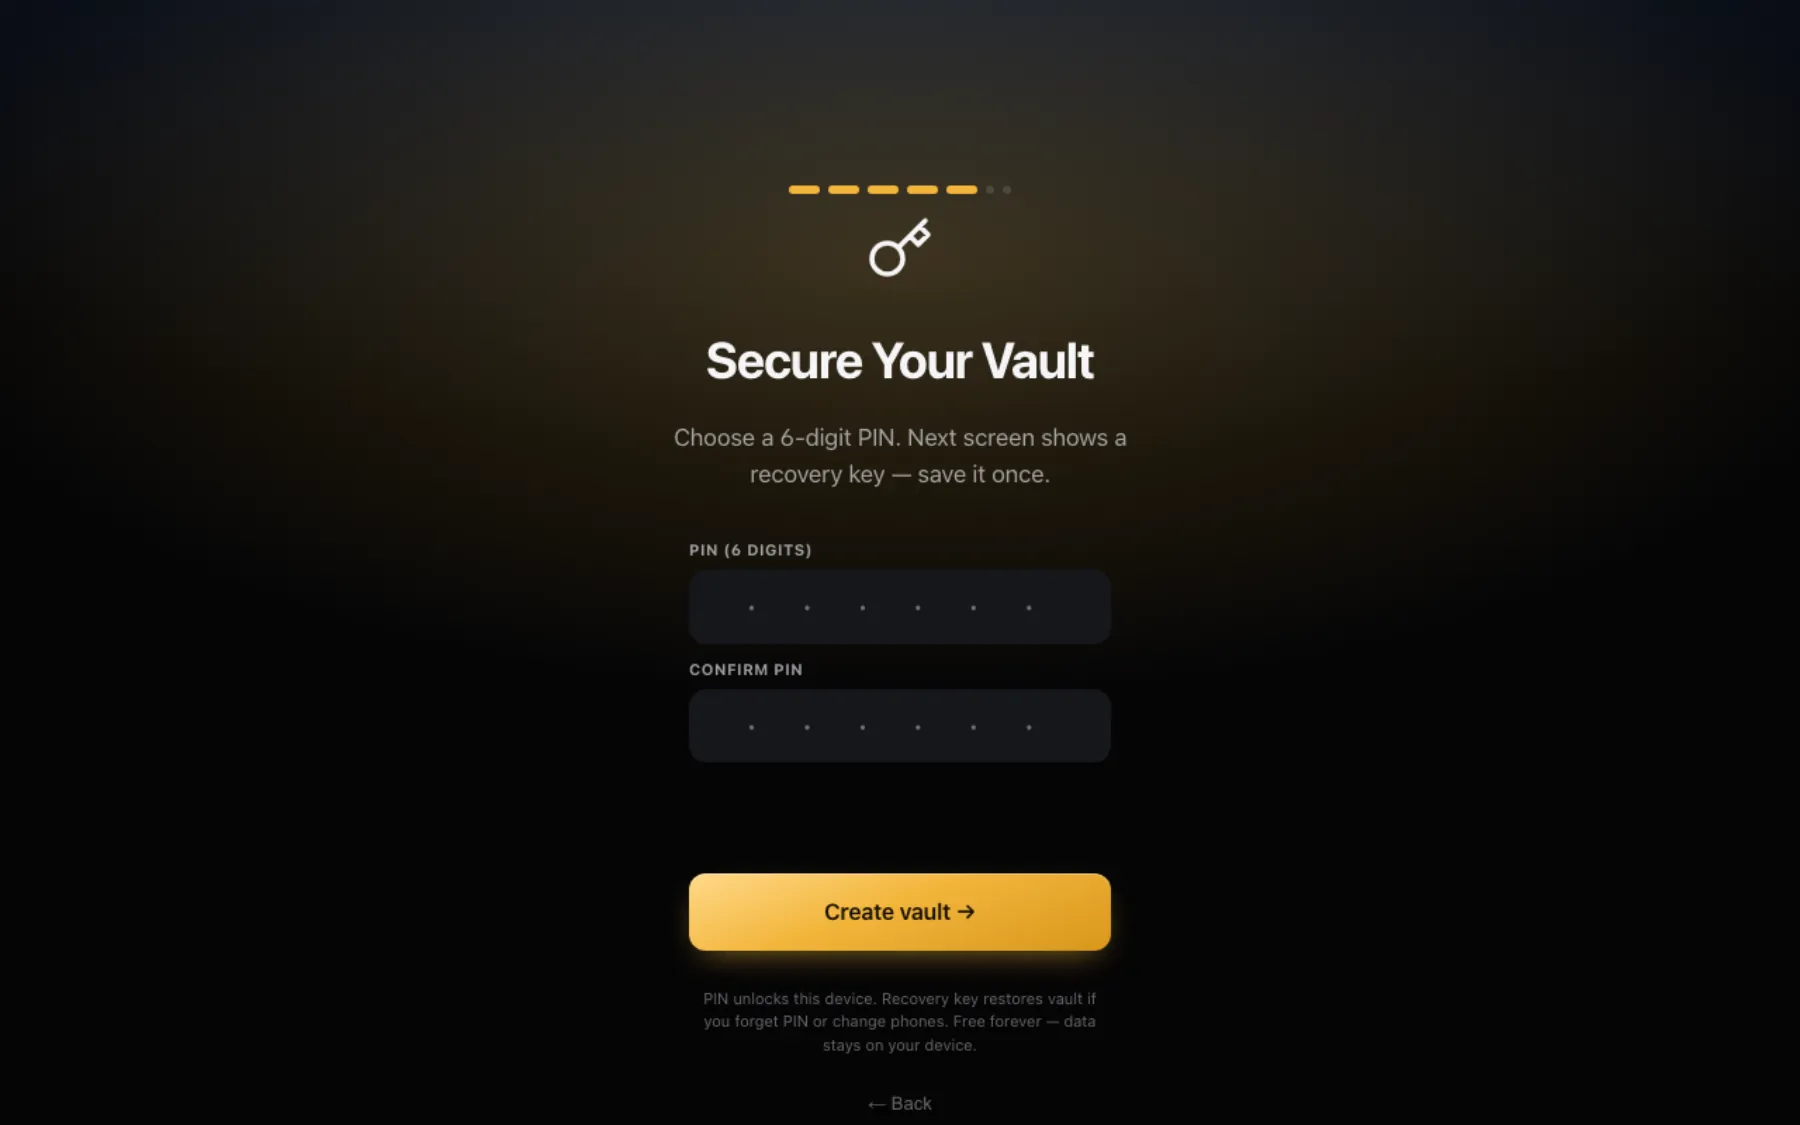 Secure Your Vault
Choose a 6-digit PIN. Next screen shows a
recovery key — save it once.
PIN (6 DIGITS)
CONFIRM PIN
Create vault →
PIN unlocks this device. Recovery key restores vault if
you forget PIN or change phones. Free forever — data
stays on your device.
← Back